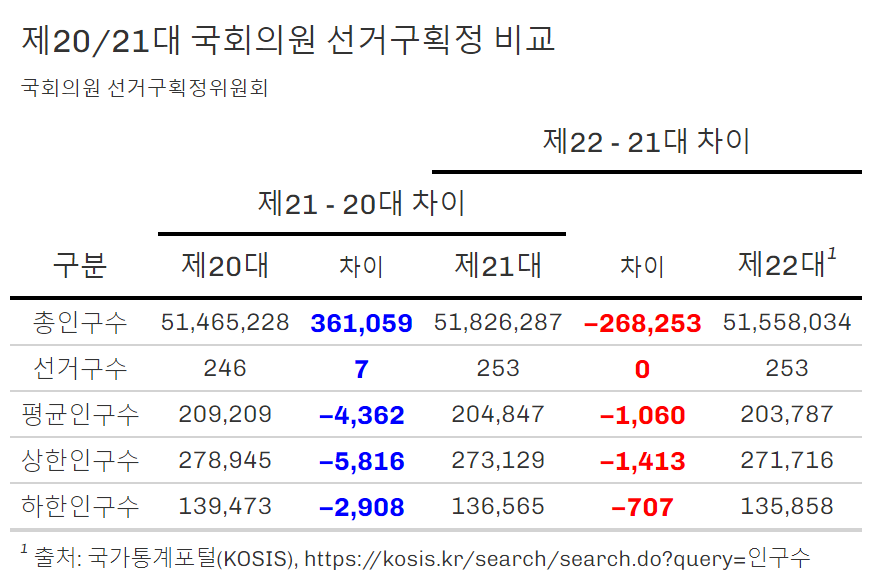 제20/21대 국회의원 선거구획정 비교
국회의원 선거구획정위원회
제22 - 21대 차이
제21 - 20대 차이
구분 제20대 차이 제21대 차이 제22대1
총인구수 51,465,228 361,059 51,826,287 −268,253 51,558,034
선거구수 246 7 253 0 253
평균인구수 209,209 −4,362 204,847 −1,060 203,787
상한인구수 278,945 −5,816 273,129 −1,413 271,716
하한인구수 139,473 −2,908 136,565 −707 135,858
1 출처: 국가통계포털(KOSIS), https://kosis.kr/search/search.do?query=인구수